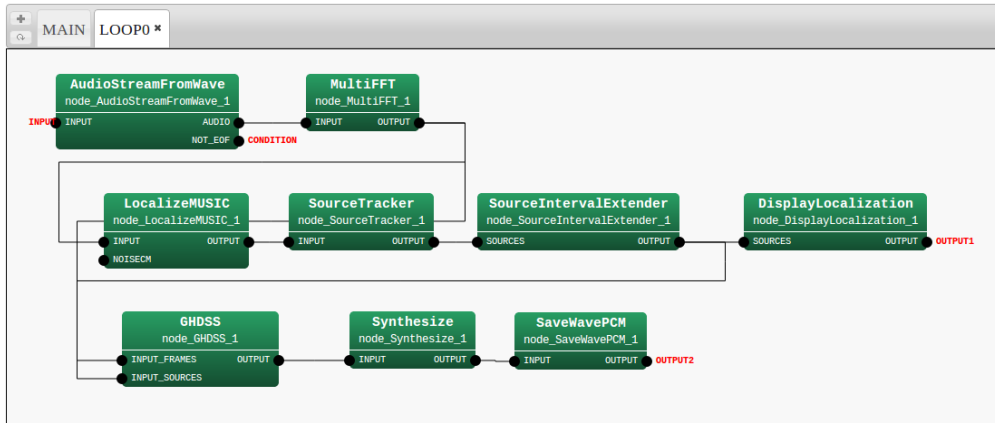 MAIN
LOOP0 ✖
AudioStreamFromWave
node_AudioStreamFromWave_1
INPUT
INPUT
AUDIO
NOT_EOF
CONDITION
MultiFFT
node_MultiFFT_1
INPUT
OUTPUT
LocalizeMUSIC
node_LocalizeMUSIC_1
INPUT
OUTPUT
NOISECM
SourceTracker
node_SourceTracker_1
INPUT
OUTPUT
SourceIntervalExtender
node_SourceIntervalExtender_1
SOURCES
OUTPUT
DisplayLocalization
node_DisplayLocalization_1
SOURCES
OUTPUT
OUTPUT1
GHDSS
node_GHDSS_1
INPUT_FRAMES
OUTPUT
INPUT_SOURCES
Synthesize
node_Synthesize_1
INPUT
OUTPUT
SaveWavePCM
node_SaveWavePCM_1
INPUT
OUTPUT
OUTPUT2